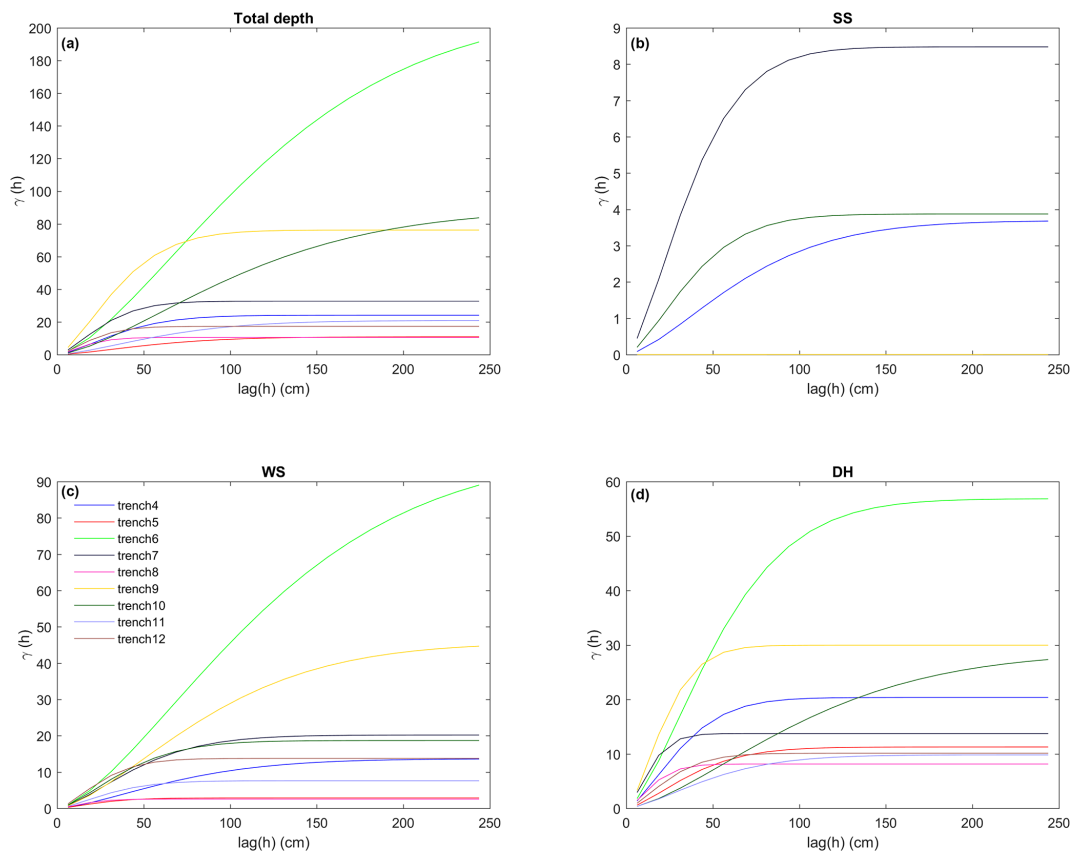 Total depth
(a)
200
180
160
140
120
100
80
60
40
20
0
γ (h)
0 50 100 150 200 250
lag(h) (cm)
SS
(b)
9
8
7
6
5
4
3
2
1
0
γ (h)
0 50 100 150 200 250
lag(h) (cm)
WS
(c)
90
80
70
60
50
40
30
20
10
0
γ (h)
trench4
trench5
trench6
trench7
trench8
trench9
trench10
trench11
trench12
0 50 100 150 200 250
lag(h) (cm)
DH
(d)
60
50
40
30
20
10
0
γ (h)
0 50 100 150 200 250
lag(h) (cm)